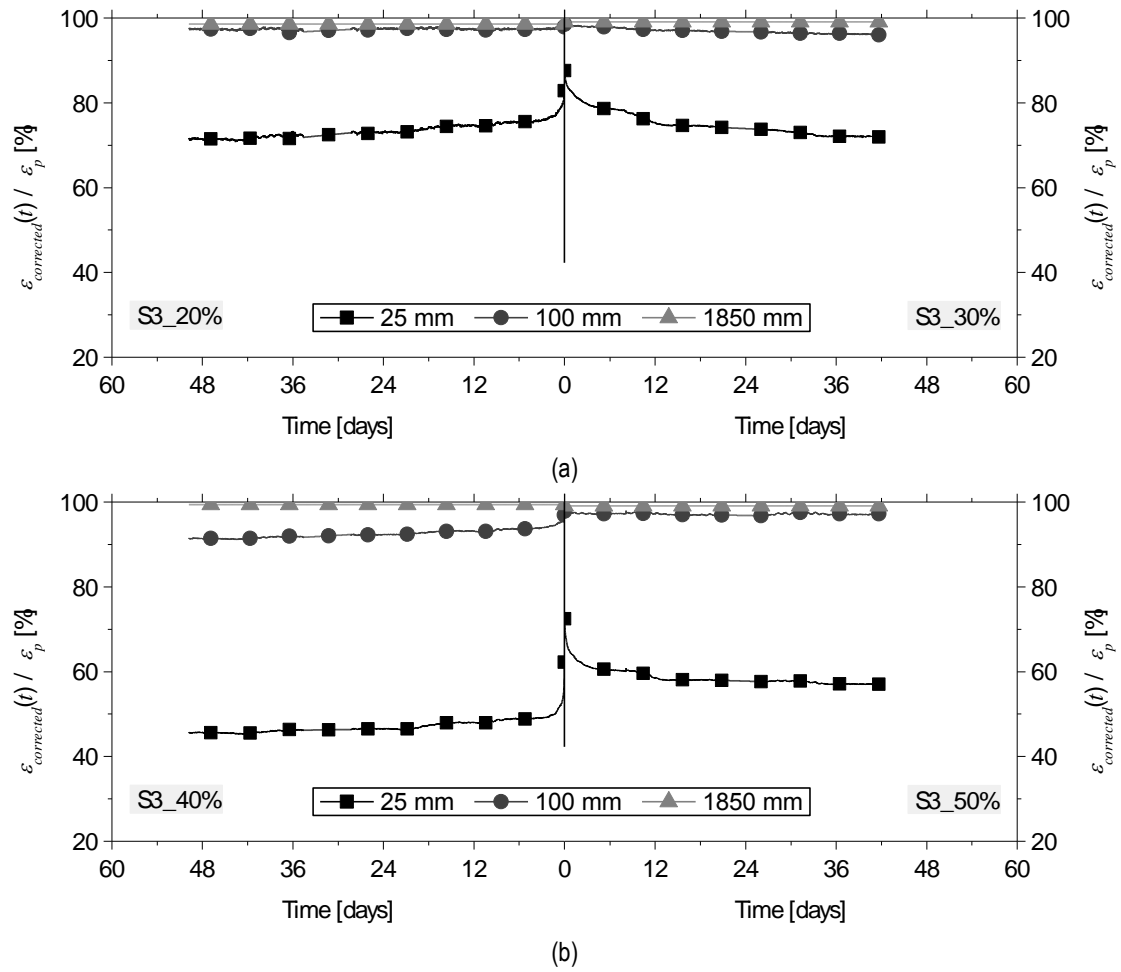 100 100
80 80
60 60
40 40
20 20
ε_corrected(t) / ε_p [%]
ε_corrected(t) / ε_p [%]
S3_20%
25 mm 100 mm 1850 mm
S3_30%
60 48 36 24 12 0 12 24 36 48 60
Time [days] Time [days]
(a)
100 100
80 80
60 60
40 40
20 20
ε_corrected(t) / ε_p [%]
ε_corrected(t) / ε_p [%]
S3_40%
25 mm 100 mm 1850 mm
S3_50%
60 48 36 24 12 0 12 24 36 48 60
Time [days] Time [days]
(b)